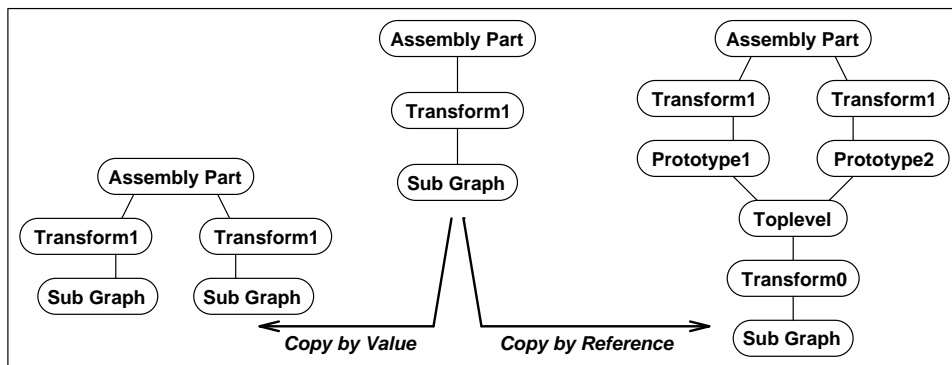 Assembly Part
Transform1
Sub Graph
Assembly Part
Transform1 Transform1
Sub Graph Sub Graph
Copy by Value
Copy by Reference
Assembly Part
Transform1 Transform1
Prototype1 Prototype2
Toplevel
Transform0
Sub Graph